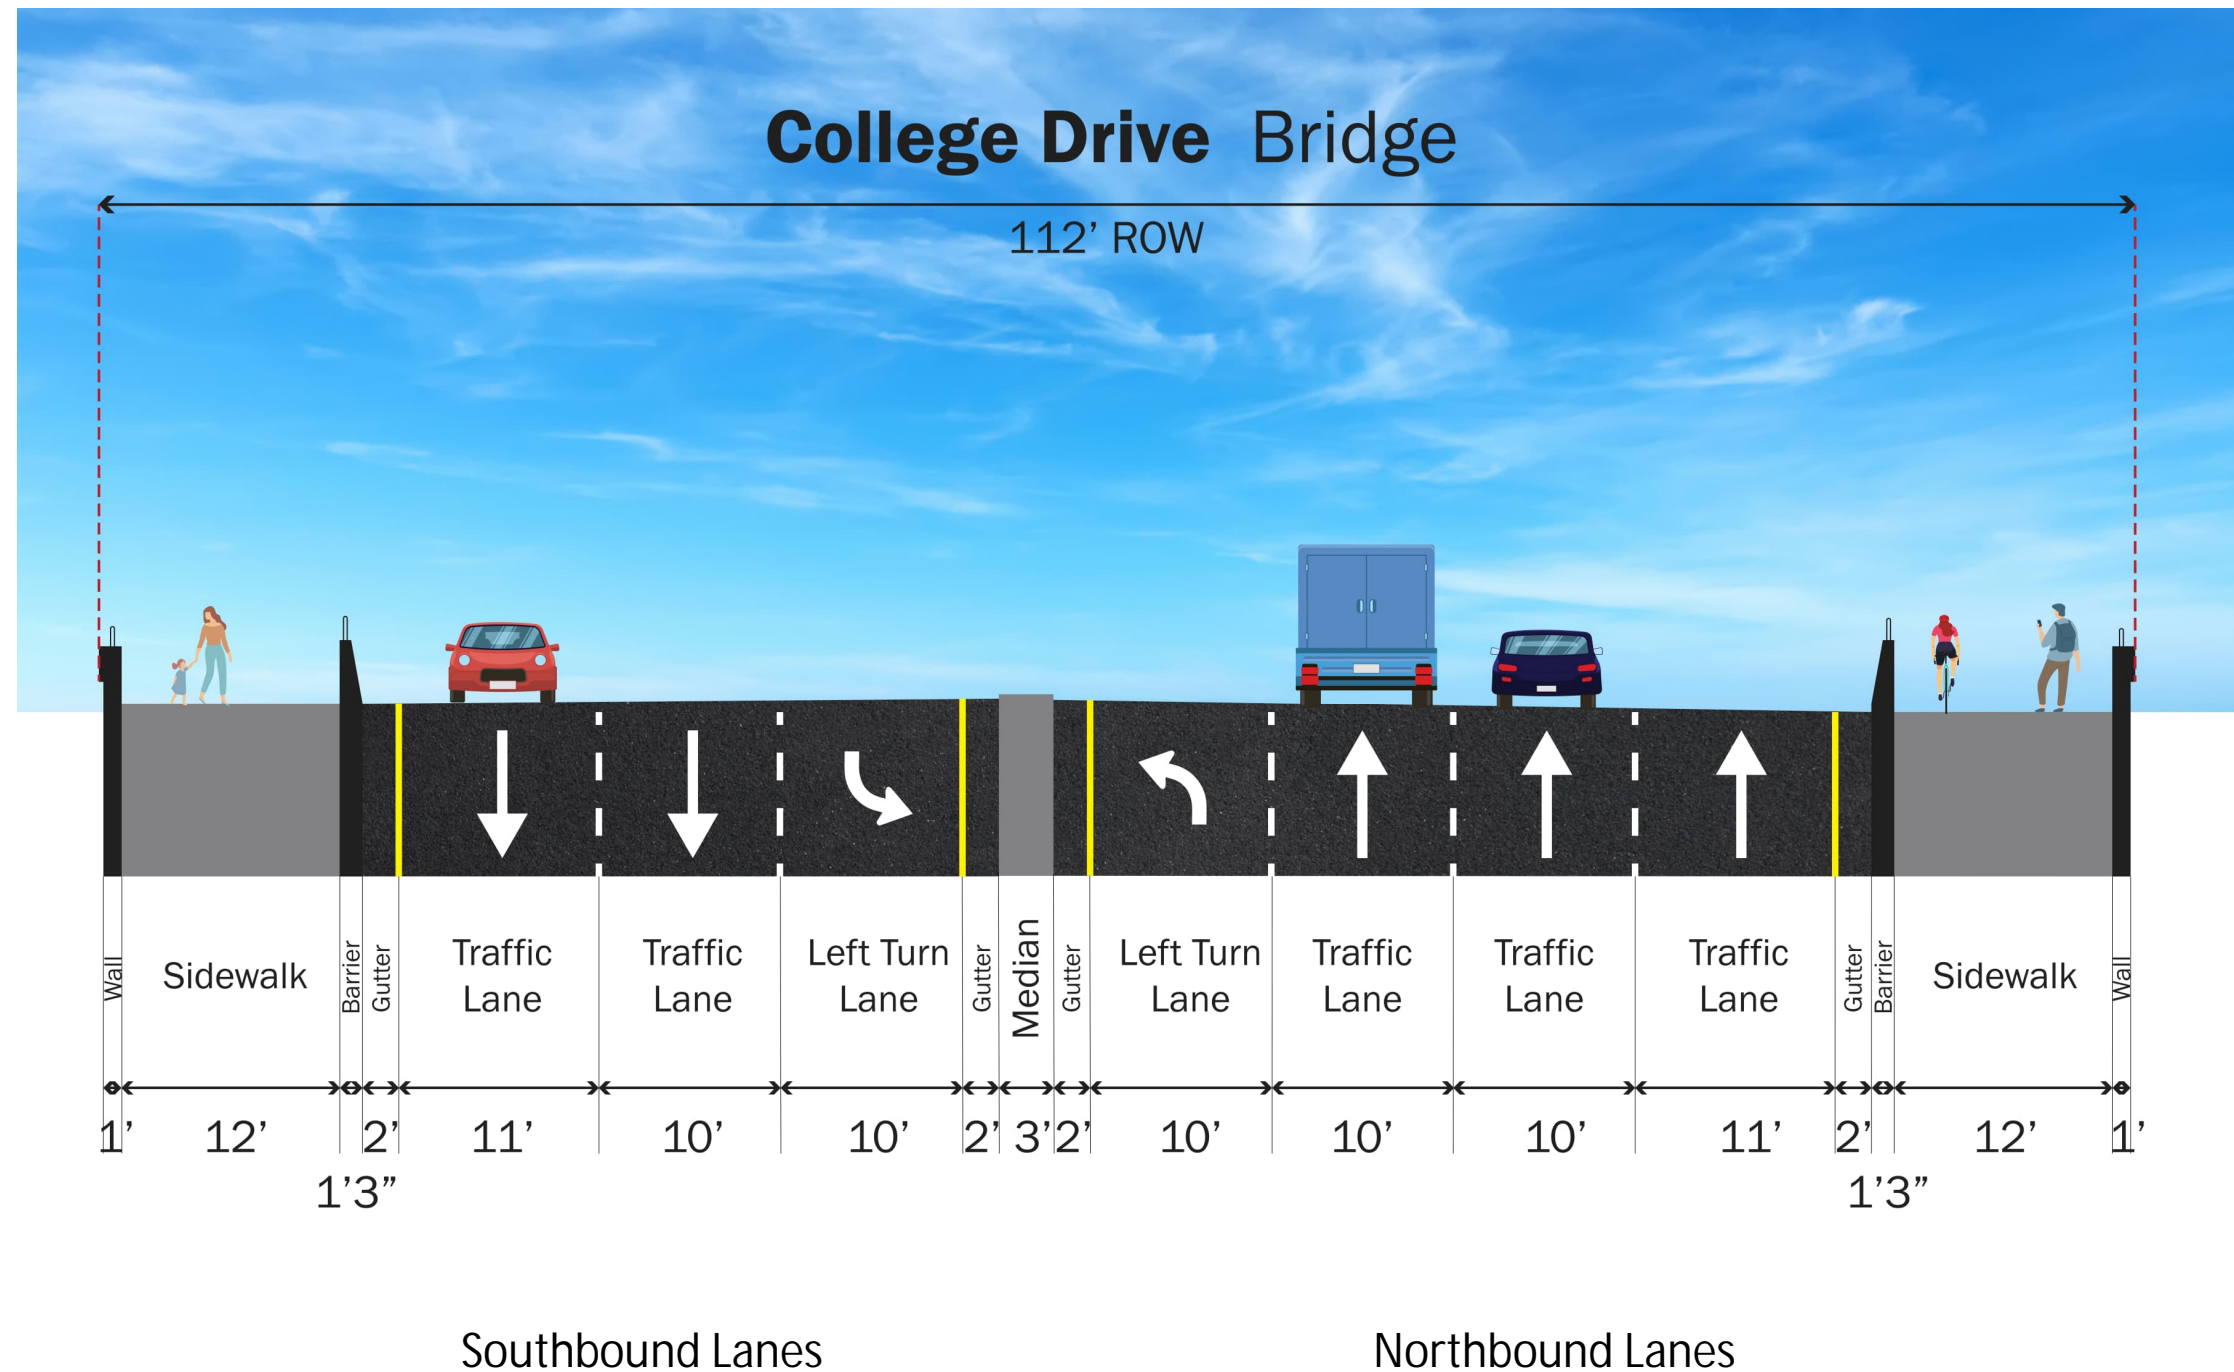 College Drive Bridge
112’ ROW
Wall
Sidewalk
Barrier
Gutter
Traffic
Lane
Traffic
Lane
Left Turn
Lane
Gutter
Median
Gutter
Left Turn
Lane
Traffic
Lane
Traffic
Lane
Traffic
Lane
Gutter
Barrier
Sidewalk
Wall
1’ 12’ 2’ 11’ 10’ 10’ 2’ 3’ 2’ 10’ 10’ 10’ 11’ 2’ 12’ 1’
1’3” 1’3”
Southbound Lanes Northbound Lanes